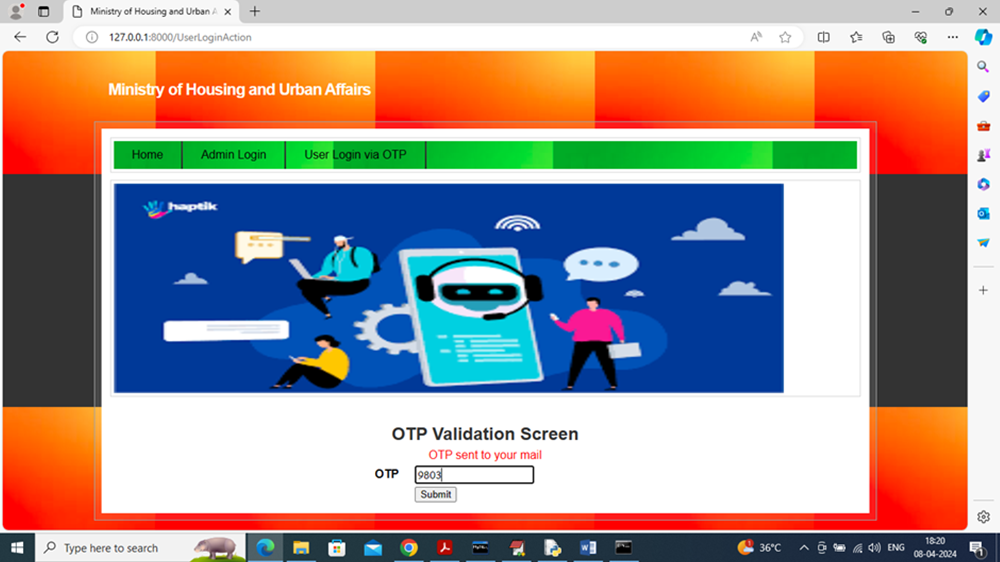 Ministry of Housing and Urban A
127.0.0.1:8000/UserLoginAction
Ministry of Housing and Urban Affairs
Home
Admin Login
User Login via OTP
haptik
OTP Validation Screen
OTP sent to your mail
OTP
9803
Submit
Type here to search
36°C
ENG
18:20
08-04-2024